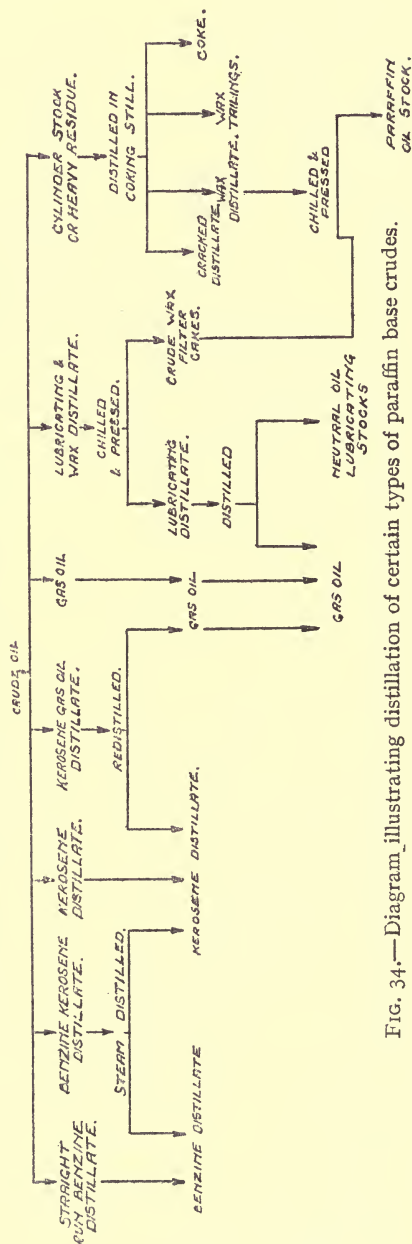 CRUDE OIL
STRAIGHT
RUN BENZINE
DISTILLATE.
BENZINE KEROSENE
DISTILLATE.
KEROSENE
DISTILLATE.
KEROSENE GAS OIL
DISTILLATE.
GAS OIL
LUBRICATING &
WAX DISTILLATE.
CYLINDER STOCK
OR HEAVY RESIDUE.
STEAM DISTILLED.
REDISTILLED.
CHILLED
& PRESSED.
DISTILLED IN
COKING STILL.
BENZINE DISTILLATE
KEROSENE DISTILLATE.
GAS OIL
LUBRICATING
DISTILLATE.
CRUDE WAX
FILTER
CAKES.
CRACKED
DISTILLATE
WAX
DISTILLATE.
WAX
TAILINGS.
COKE.
DISTILLED
CHILLED &
PRESSED
GAS OIL
NEUTRAL OIL
LUBRICATING
STOCKS
PARAFFIN
OIL STOCK.
FIG. 34.—Diagram illustrating distillation of certain types of paraffin base crudes.